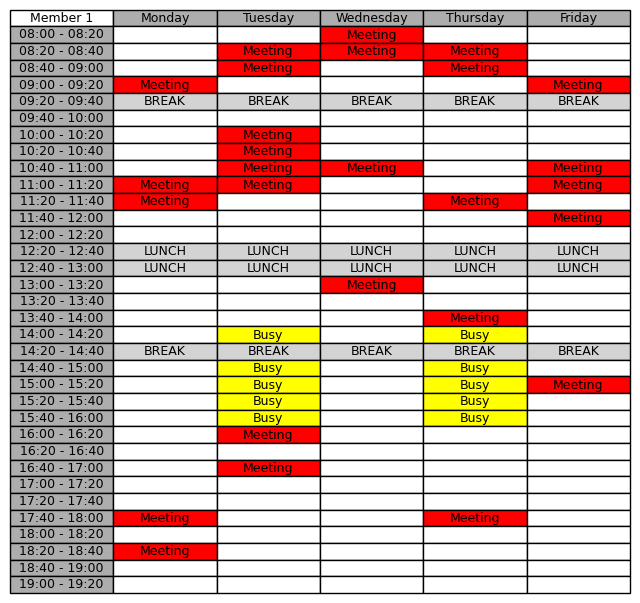 Member 1 Monday Tuesday Wednesday Thursday Friday
08:00 - 08:20 Meeting
08:20 - 08:40 Meeting Meeting Meeting
08:40 - 09:00 Meeting Meeting
09:00 - 09:20 Meeting Meeting
09:20 - 09:40 BREAK BREAK BREAK BREAK BREAK
09:40 - 10:00
10:00 - 10:20 Meeting
10:20 - 10:40 Meeting
10:40 - 11:00 Meeting Meeting Meeting
11:00 - 11:20 Meeting Meeting Meeting
11:20 - 11:40 Meeting Meeting
11:40 - 12:00 Meeting
12:00 - 12:20
12:20 - 12:40 LUNCH LUNCH LUNCH LUNCH LUNCH
12:40 - 13:00 LUNCH LUNCH LUNCH LUNCH LUNCH
13:00 - 13:20 Meeting
13:20 - 13:40
13:40 - 14:00 Meeting
14:00 - 14:20 Busy Busy
14:20 - 14:40 BREAK BREAK BREAK BREAK BREAK
14:40 - 15:00 Busy Busy
15:00 - 15:20 Busy Busy Meeting
15:20 - 15:40 Busy Busy
15:40 - 16:00 Busy Busy
16:00 - 16:20 Meeting
16:20 - 16:40
16:40 - 17:00 Meeting
17:00 - 17:20
17:20 - 17:40
17:40 - 18:00 Meeting Meeting
18:00 - 18:20
18:20 - 18:40 Meeting
18:40 - 19:00
19:00 - 19:20